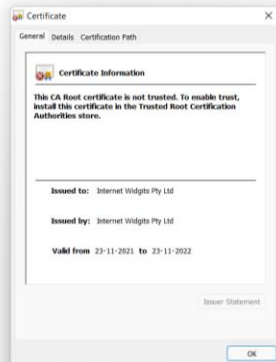 Certificate
General Details Certification Path
Certificate Information
This CA Root certificate is not trusted. To enable trust,
install this certificate in the Trusted Root Certification
Authorities store.
Issued to: Internet Widgits Pty Ltd
Issued by: Internet Widgits Pty Ltd
Valid from 23-11-2021 to 23-11-2022
Issuer Statement
OK